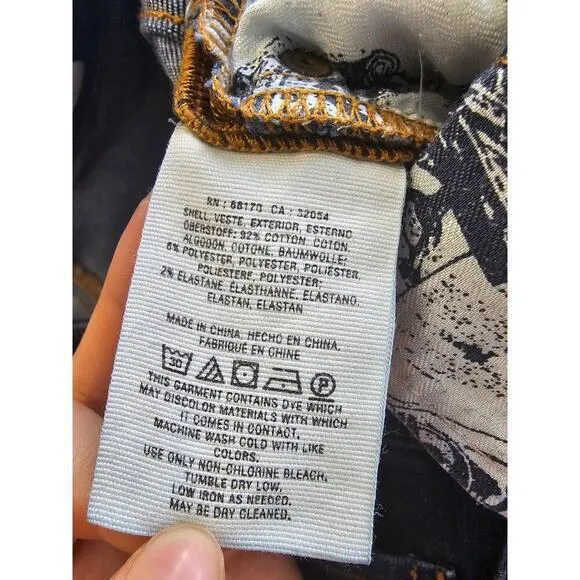 RN : 66170 CA : 32054
SHELL, VESTE, EXTERIOR, ESTERNO
OBERSTOFF: 92% COTTON COTON,
ALGODON, COTONE, BAUMWOLLE;
6% POLYESTER, POLYESTER, POLIÉSTER
POLIESTERE, POLYESTER;
2% ELASTANE, ÉLASTHANNE, ELASTANO,
ELASTAN, ELASTAN
MADE IN CHINA, HECHO EN CHINA,
FABRIQUÉ EN CHINE
30 P
THIS GARMENT CONTAINS DYE WHICH
MAY DISCOLOR MATERIALS WITH WHICH
IT COMES IN CONTACT.
MACHINE WASH COLD WITH LIKE
COLORS.
USE ONLY NON-CHLORINE BLEACH.
TUMBLE DRY LOW.
LOW IRON AS NEEDED.
MAY BE DRY CLEANED.